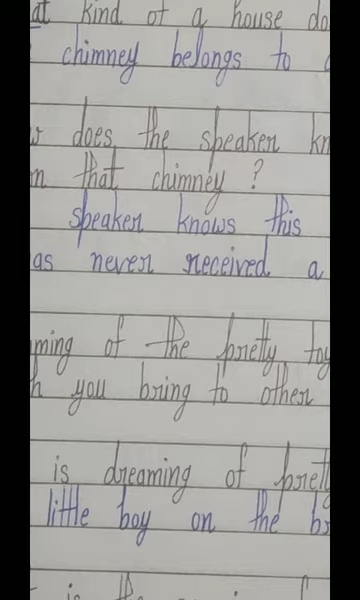 at kind of a house do
chimney belongs to
does the speaker kn
m that chimney ?
speaker knows this
as never received a
ming of the pretty toy
h you bring to other
is dreaming of prett
little boy on the br